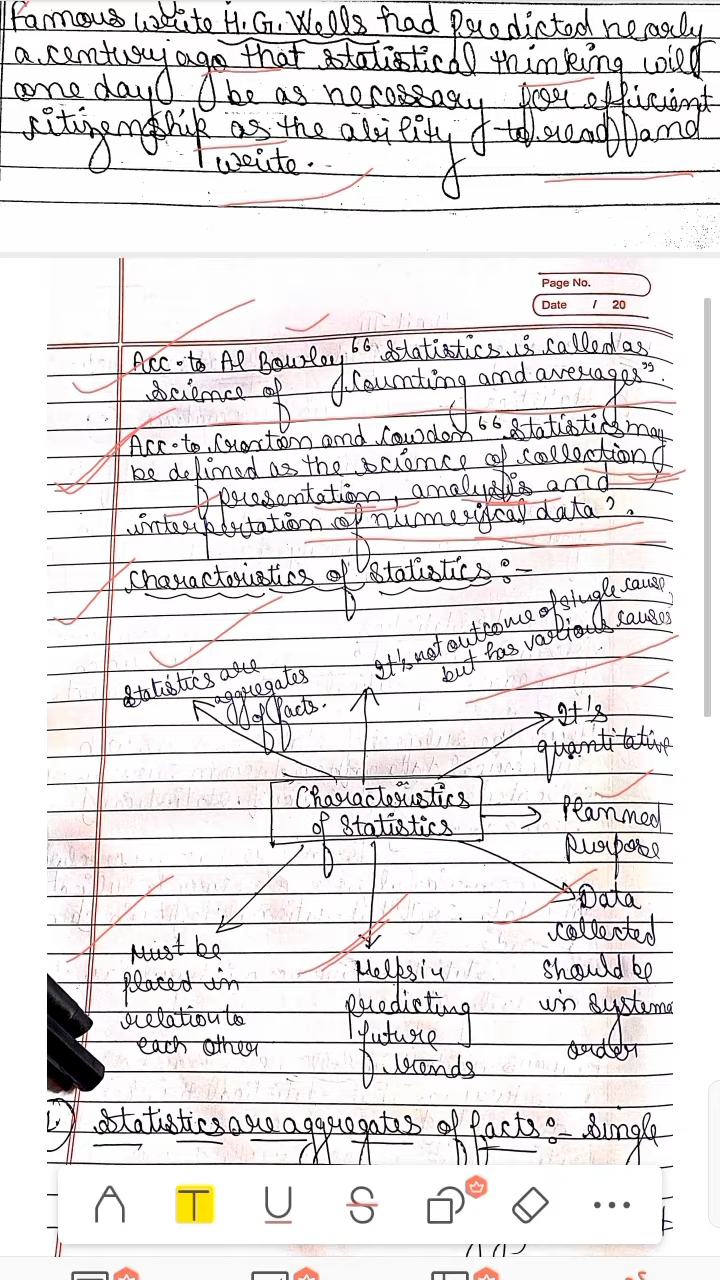 Famous write H.G. Wells had predicted nearly
a century ago that statistical thinking will
one day be as necessary for efficient
citizenship as the ability to read and
write.
Page No.
Date / 20
Acc. to Al Bowley "Statistics is called as
Science of Counting and averages".
Acc. to Croxton and Cowdon "Statistics may
be defined as the science of collection,
presentation, analysis and
interpertation of numerical data".
Characteristics of Statistics :-
It's not outcome of single cause,
but has various causes
Statistics are
aggregates
of facts.
It's
quantitative
Characteristics
of Statistics
Planned
Purpose
Data
collected
should be
in systema
order
Must be
placed in
relation to
each other
Helps in
predicting
future
trends
Statistics are aggregates of facts :- Single
A T U S